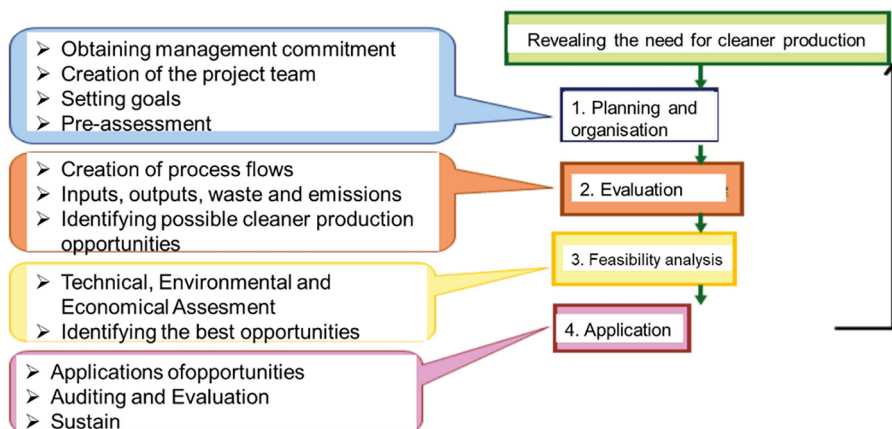 Revealing the need for cleaner production
➢ Obtaining management commitment
➢ Creation of the project team
➢ Setting goals
➢ Pre-assessment
1. Planning and
organisation
➢ Creation of process flows
➢ Inputs, outputs, waste and emissions
➢ Identifying possible cleaner production
opportunities
2. Evaluation
➢ Technical, Environmental and
Economical Assesment
➢ Identifying the best opportunities
3. Feasibility analysis
➢ Applications ofopportunities
➢ Auditing and Evaluation
➢ Sustain
4. Application